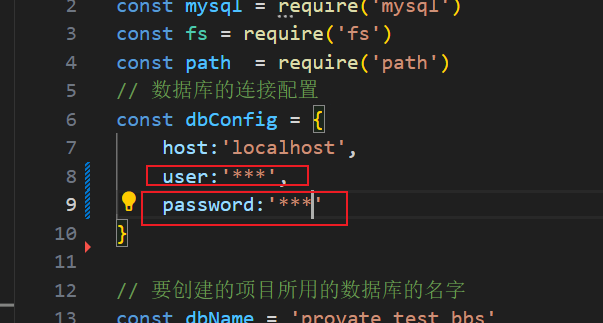 2 const mysql = require('mysql')
3 const fs = require('fs')
4 const path  = require('path')
5 // 数据库的连接配置
6 const dbConfig = {
7 host:'localhost',
8 user:'***',
9 password:'***'
10 }
11
12 // 要创建的项目所用的数据库的名字
13 const dbName = 'provate_test_bbs'